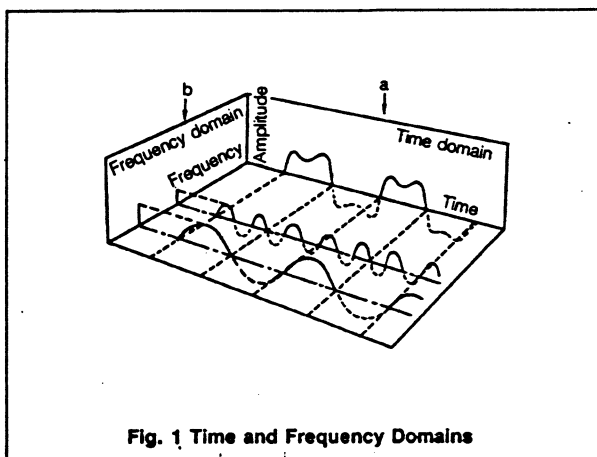 b
a
Frequency domain
Amplitude
Time domain
Frequency
Time
Fig. 1 Time and Frequency Domains